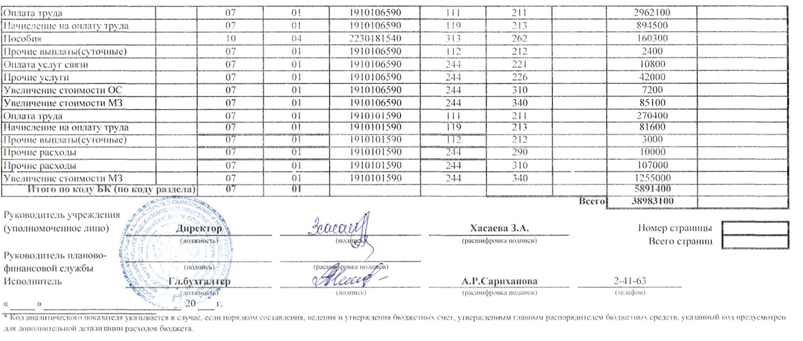 Оплата труда 07 01 1910106590 111 211 2962100
Начисление на оплату труда 07 01 1910106590 119 213 894500
Пособия 10 04 2230181540 313 262 160300
Прочие выплаты(суточные) 07 01 1910106590 112 212 2400
Оплата услуг связи 07 01 1910106590 244 221 10800
Прочие услуги 07 01 1910106590 244 226 42000
Увеличение стоимости ОС 07 01 1910106590 244 310 7200
Увеличение стоимости МЗ 07 01 1910106590 244 340 85100
Оплата труда 07 01 1910101590 111 211 270400
Начисление на оплату труда 07 01 1910101590 119 213 81600
Прочие выплаты(суточные) 07 01 1910101590 112 212 3000
Прочие расходы 07 01 1910101590 244 290 10000
Прочие расходы 07 01 1910101590 244 310 107000
Увеличение стоимости МЗ 07 01 1910101590 244 340 1255000
Итого по коду БК (по коду раздела) 07 01 5891400
Всего 38983100
Руководитель учреждения
(уполномоченное лицо) Директор Хасаева З.А. Номер страницы
(должность) (подпись) (расшифровка подписи) Всего страниц
Руководитель планово-
финансовой службы (подпись) (расшифровка подписи)
Исполнитель Гл.бухгалтер А.Р.Сариханова 2-41-63
(должность) (подпись) (расшифровка подписи) (телефон)
« » 20 г.
* Код аналитического показателя указывается в случае, если порядком составления, ведения и утверждения бюджетных смет, утвержденным главным распорядителем бюджетных средств, указанный код предусмотрен
для дополнительной детализации расходов бюджета.